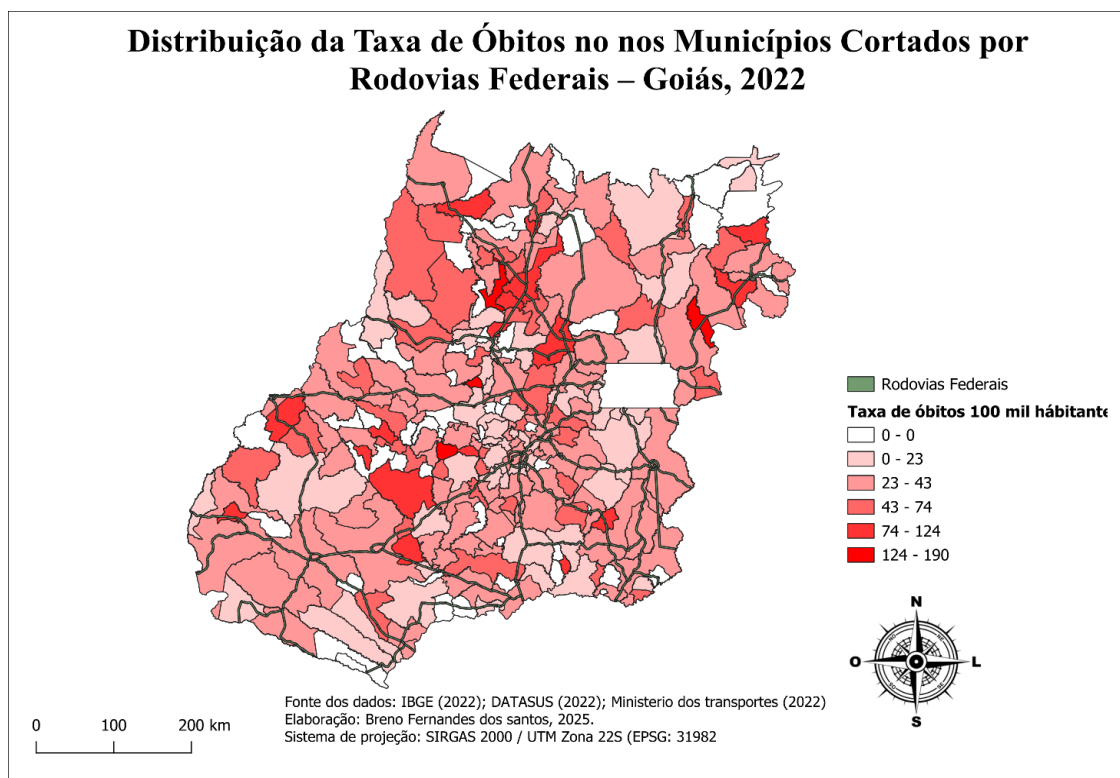 Distribuição da Taxa de Óbitos no nos Municípios Cortados por
Rodovias Federais – Goiás, 2022
Rodovias Federais
Taxa de óbitos 100 mil hábitante
0 - 0
0 - 23
23 - 43
43 - 74
74 - 124
124 - 190
N
O
L
S
Fonte dos dados: IBGE (2022); DATASUS (2022); Ministerio dos transportes (2022)
Elaboração: Breno Fernandes dos santos, 2025.
Sistema de projeção: SIRGAS 2000 / UTM Zona 22S (EPSG: 31982
0 100 200 km